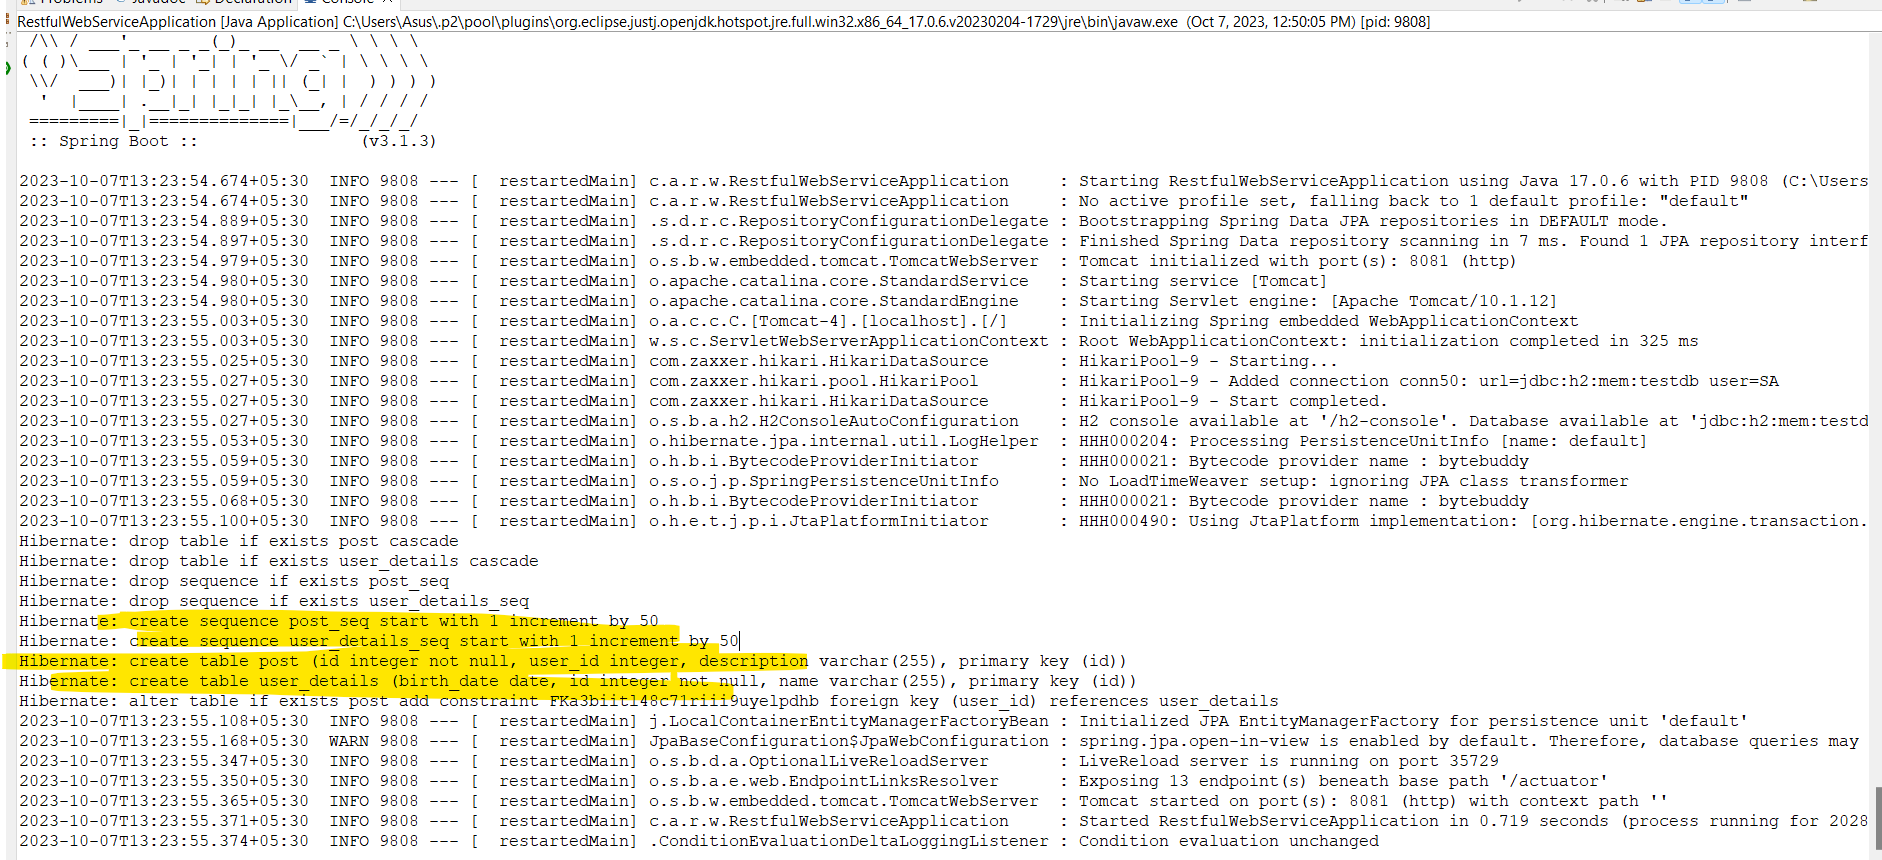 Problems Javadoc Declaration Console
RestfulWebServiceApplication [Java Application] C:\Users\Asus\.p2\pool\plugins\org.eclipse.justj.openjdk.hotspot.jre.full.win32.x86_64_17.0.6.v20230204-1729\jre\bin\javaw.exe (Oct 7, 2023, 12:50:05 PM) [pid: 9808]
 /\\ / ___'_ __ _ _(_)_ __  __ _ \ \ \ \
( ( )\___ | '_ | '_| | '_ \/ _` | \ \ \ \
 \\/  ___)| |_)| | | | | || (_| |  ) ) ) )
  '  |____| .__|_| |_|_| |_\__, | / / / /
 =========|_|==============|___/=/_/_/_/
 :: Spring Boot ::                (v3.1.3)
2023-10-07T13:23:54.674+05:30  INFO 9808 --- [  restartedMain] c.a.r.w.RestfulWebServiceApplication     : Starting RestfulWebServiceApplication using Java 17.0.6 with PID 9808 (C:\Users
2023-10-07T13:23:54.674+05:30  INFO 9808 --- [  restartedMain] c.a.r.w.RestfulWebServiceApplication     : No active profile set, falling back to 1 default profile: "default"
2023-10-07T13:23:54.889+05:30  INFO 9808 --- [  restartedMain] .s.d.r.c.RepositoryConfigurationDelegate : Bootstrapping Spring Data JPA repositories in DEFAULT mode.
2023-10-07T13:23:54.897+05:30  INFO 9808 --- [  restartedMain] .s.d.r.c.RepositoryConfigurationDelegate : Finished Spring Data repository scanning in 7 ms. Found 1 JPA repository interf
2023-10-07T13:23:54.979+05:30  INFO 9808 --- [  restartedMain] o.s.b.w.embedded.tomcat.TomcatWebServer  : Tomcat initialized with port(s): 8081 (http)
2023-10-07T13:23:54.980+05:30  INFO 9808 --- [  restartedMain] o.apache.catalina.core.StandardService   : Starting service [Tomcat]
2023-10-07T13:23:54.980+05:30  INFO 9808 --- [  restartedMain] o.apache.catalina.core.StandardEngine    : Starting Servlet engine: [Apache Tomcat/10.1.12]
2023-10-07T13:23:55.003+05:30  INFO 9808 --- [  restartedMain] o.a.c.c.C.[Tomcat-4].[localhost].[/]     : Initializing Spring embedded WebApplicationContext
2023-10-07T13:23:55.003+05:30  INFO 9808 --- [  restartedMain] w.s.c.ServletWebServerApplicationContext : Root WebApplicationContext: initialization completed in 325 ms
2023-10-07T13:23:55.025+05:30  INFO 9808 --- [  restartedMain] com.zaxxer.hikari.HikariDataSource       : HikariPool-9 - Starting...
2023-10-07T13:23:55.027+05:30  INFO 9808 --- [  restartedMain] com.zaxxer.hikari.pool.HikariPool        : HikariPool-9 - Added connection conn50: url=jdbc:h2:mem:testdb user=SA
2023-10-07T13:23:55.027+05:30  INFO 9808 --- [  restartedMain] com.zaxxer.hikari.HikariDataSource       : HikariPool-9 - Start completed.
2023-10-07T13:23:55.027+05:30  INFO 9808 --- [  restartedMain] o.s.b.a.h2.H2ConsoleAutoConfiguration    : H2 console available at '/h2-console'. Database available at 'jdbc:h2:mem:testd
2023-10-07T13:23:55.053+05:30  INFO 9808 --- [  restartedMain] o.hibernate.jpa.internal.util.LogHelper  : HHH000204: Processing PersistenceUnitInfo [name: default]
2023-10-07T13:23:55.059+05:30  INFO 9808 --- [  restartedMain] o.h.b.i.BytecodeProviderInitiator        : HHH000021: Bytecode provider name : bytebuddy
2023-10-07T13:23:55.059+05:30  INFO 9808 --- [  restartedMain] o.s.o.j.p.SpringPersistenceUnitInfo      : No LoadTimeWeaver setup: ignoring JPA class transformer
2023-10-07T13:23:55.068+05:30  INFO 9808 --- [  restartedMain] o.h.b.i.BytecodeProviderInitiator        : HHH000021: Bytecode provider name : bytebuddy
2023-10-07T13:23:55.100+05:30  INFO 9808 --- [  restartedMain] o.h.e.t.j.p.i.JtaPlatformInitiator       : HHH000490: Using JtaPlatform implementation: [org.hibernate.engine.transaction.
Hibernate: drop table if exists post cascade
Hibernate: drop table if exists user_details cascade
Hibernate: drop sequence if exists post_seq
Hibernate: drop sequence if exists user_details_seq
Hibernate: create sequence post_seq start with 1 increment by 50
Hibernate: create sequence user_details_seq start with 1 increment by 50
Hibernate: create table post (id integer not null, user_id integer, description varchar(255), primary key (id))
Hibernate: create table user_details (birth_date date, id integer not null, name varchar(255), primary key (id))
Hibernate: alter table if exists post add constraint FKa3biitl48c71riii9uyelpdhb foreign key (user_id) references user_details
2023-10-07T13:23:55.108+05:30  INFO 9808 --- [  restartedMain] j.LocalContainerEntityManagerFactoryBean : Initialized JPA EntityManagerFactory for persistence unit 'default'
2023-10-07T13:23:55.168+05:30  WARN 9808 --- [  restartedMain] JpaBaseConfiguration$JpaWebConfiguration : spring.jpa.open-in-view is enabled by default. Therefore, database queries may
2023-10-07T13:23:55.347+05:30  INFO 9808 --- [  restartedMain] o.s.b.d.a.OptionalLiveReloadServer       : LiveReload server is running on port 35729
2023-10-07T13:23:55.350+05:30  INFO 9808 --- [  restartedMain] o.s.b.a.e.web.EndpointLinksResolver      : Exposing 13 endpoint(s) beneath base path '/actuator'
2023-10-07T13:23:55.365+05:30  INFO 9808 --- [  restartedMain] o.s.b.w.embedded.tomcat.TomcatWebServer  : Tomcat started on port(s): 8081 (http) with context path ''
2023-10-07T13:23:55.371+05:30  INFO 9808 --- [  restartedMain] c.a.r.w.RestfulWebServiceApplication     : Started RestfulWebServiceApplication in 0.719 seconds (process running for 2028
2023-10-07T13:23:55.374+05:30  INFO 9808 --- [  restartedMain] .ConditionEvaluationDeltaLoggingListener : Condition evaluation unchanged